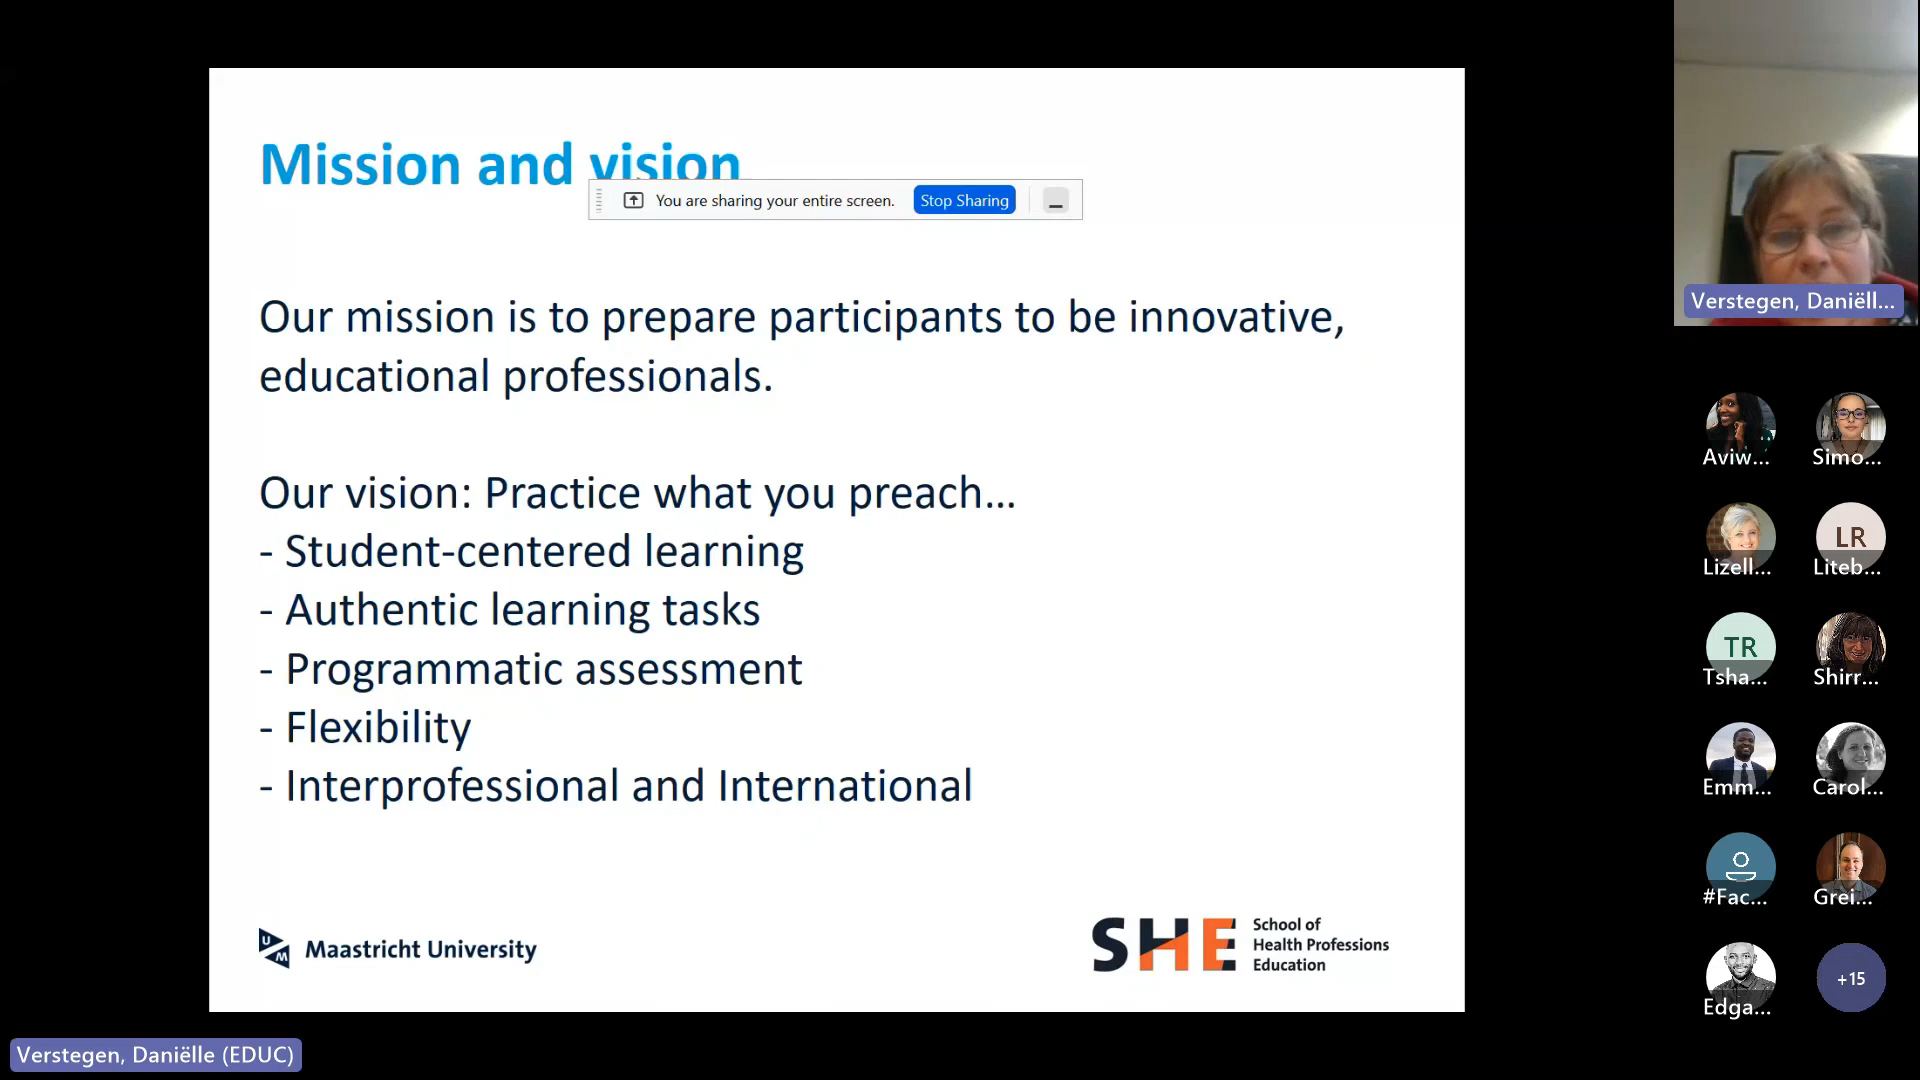 Mission and vision
You are sharing your entire screen.
Stop Sharing
Our mission is to prepare participants to be innovative,
educational professionals.
Our vision: Practice what you preach...
- Student-centered learning
- Authentic learning tasks
- Programmatic assessment
- Flexibility
- Interprofessional and International
UM
Maastricht University
SHE
School of
Health Professions
Education
Verstegen, Daniëll...
Aviw...
Simo...
Lizell...
LR
Liteb...
TR
Tsha...
Shirr...
Emm...
Carol...
#Fac...
Grei...
Edga...
+15
Verstegen, Daniëlle (EDUC)